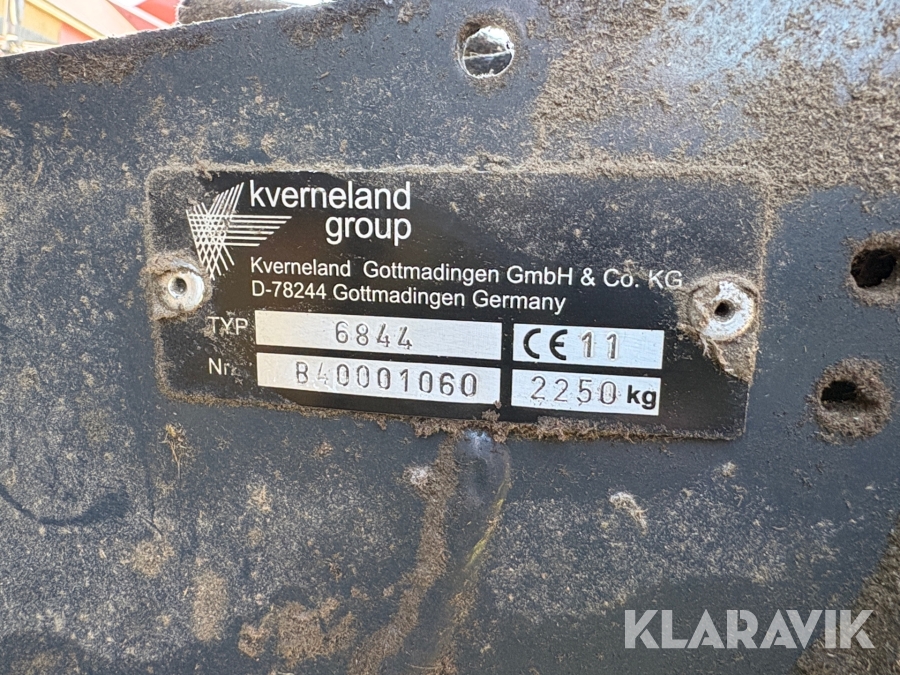 kverneland
group
Kverneland Gottmadingen GmbH & Co. KG
D-78244 Gottmadingen Germany
TYP 6844 CE 11
Nr. B40001060 2250 kg
KLARAVIK